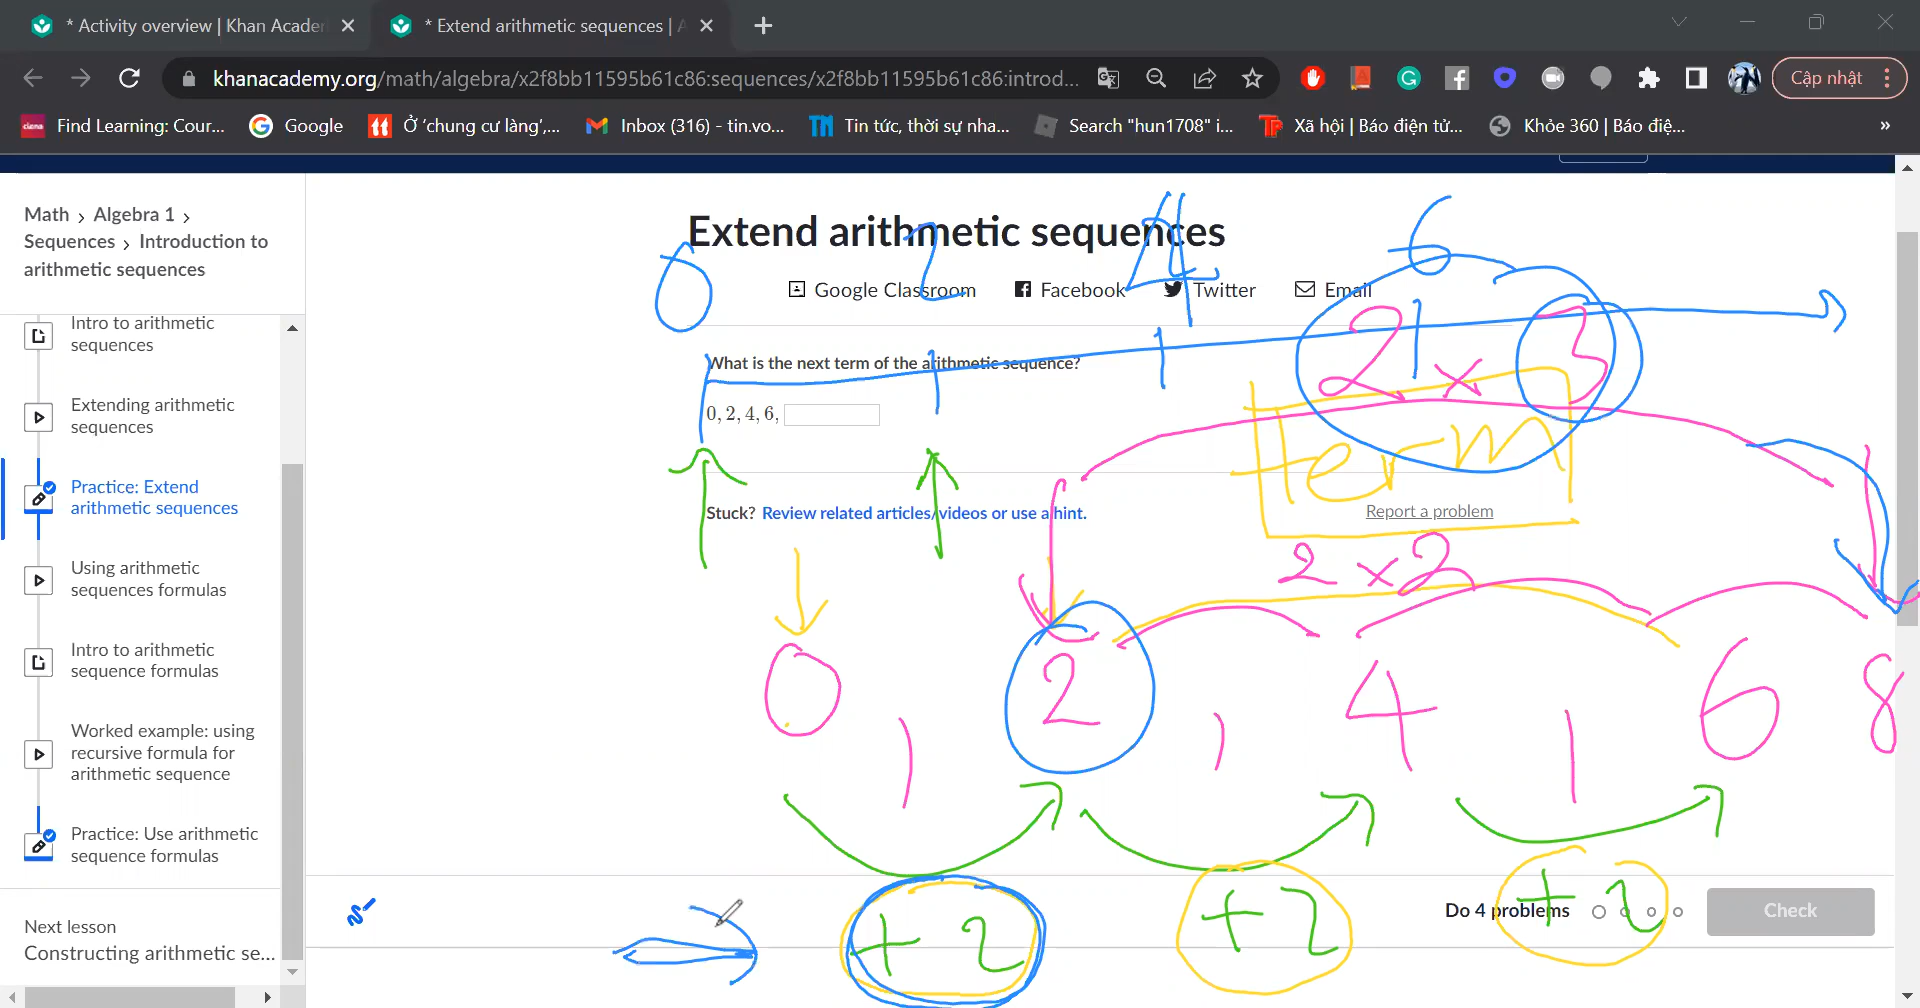 * Activity overview | Khan Acade
* Extend arithmetic sequences |
khanacademy.org/math/algebra/x2f8bb11595b61c86:sequences/x2f8bb11595b61c86:introd...
Cập nhật
Find Learning: Cour...
Google
Ở ‘chung cư làng’,...
Inbox (316) - tin.vo...
Tin tức, thời sự nha...
Search "hun1708" i...
Xã hội | Báo điện tử...
Khỏe 360 | Báo điệ...
»
Math > Algebra 1 >
Sequences > Introduction to
arithmetic sequences
Intro to arithmetic
sequences
Extending arithmetic
sequences
Practice: Extend
arithmetic sequences
Using arithmetic
sequences formulas
Intro to arithmetic
sequence formulas
Worked example: using
recursive formula for
arithmetic sequence
Practice: Use arithmetic
sequence formulas
Next lesson
Constructing arithmetic se...
Extend arithmetic sequences
0 2 4 6
Google Classroom
Facebook
Twitter
Email
What is the next term of the arithmetic sequence?
0, 2, 4, 6,
2 x 3
term
Stuck? Review related articles/videos or use a hint.
Report a problem
2 x 2
0 , 2 , 4 , 6 8
+2 +2 +2
Do 4 problems
Check